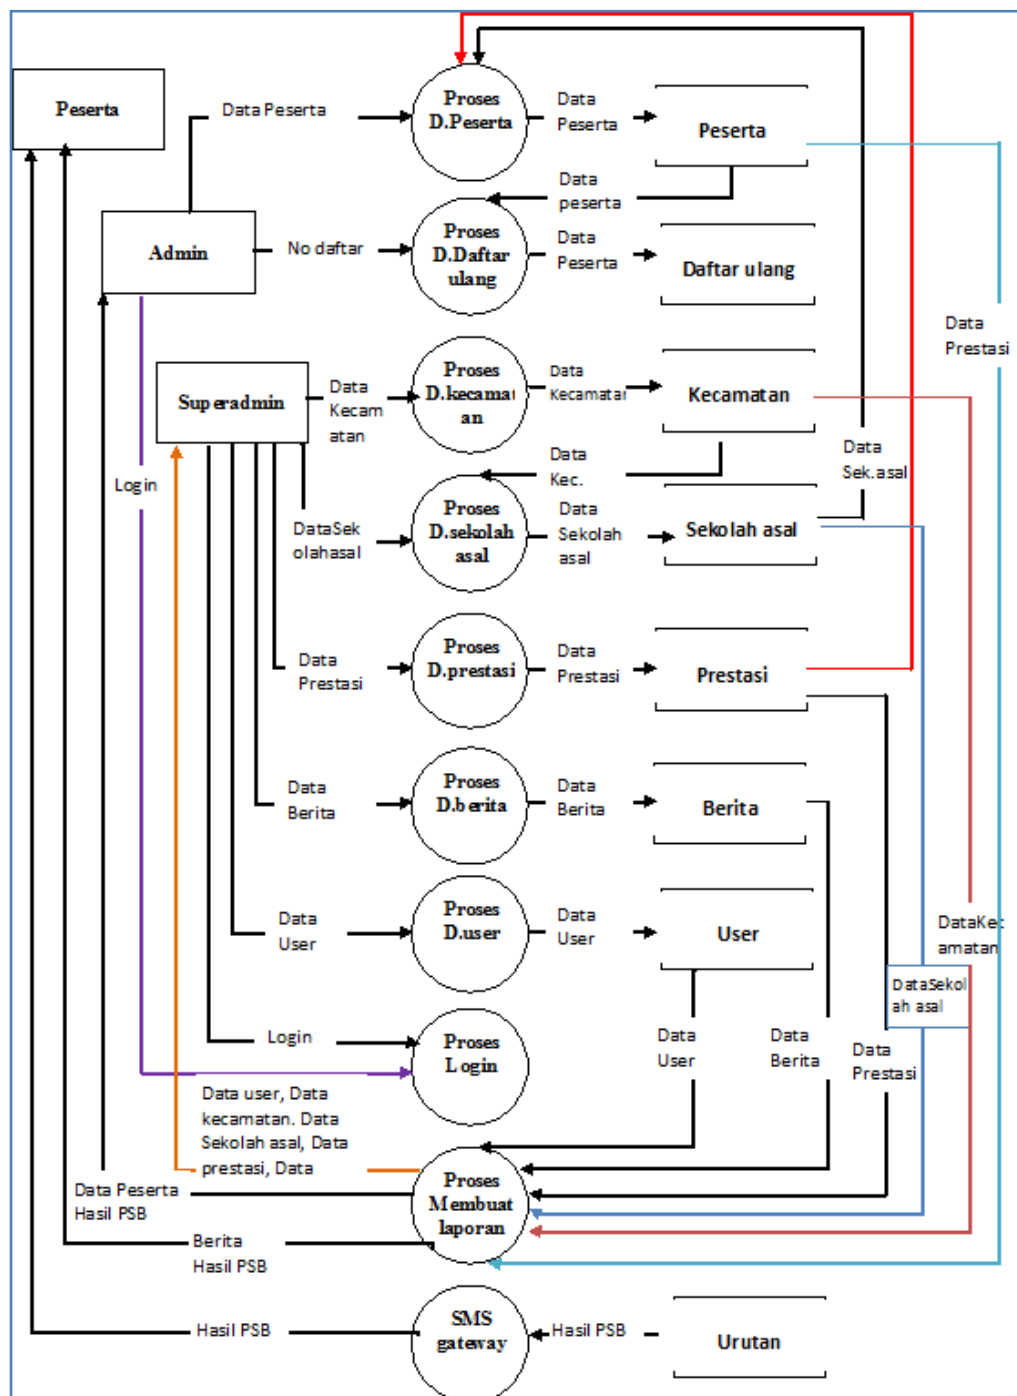 Peserta
Data Peserta
Proses
D.Peserta
Data
Peserta
Peserta
Data
peserta
Admin
No daftar
Proses
D.Daftar
ulang
Data
Peserta
Daftar ulang
Data
Prestasi
Superadmin
Data
Kecam
atan
Proses
D.kecamat
an
Data
Kecamatan
Kecamatan
Data
Kec.
Data
Sek.asal
Login
DataSek
olahasal
Proses
D.sekolah
asal
Data
Sekolah
asal
Sekolah asal
Data
Prestasi
Proses
D.prestasi
Data
Prestasi
Prestasi
Data
Berita
Proses
D.berita
Data
Berita
Berita
Data
User
Proses
D.user
Data
User
User
DataKec
amatan
DataSekol
ah asal
Login
Proses
Login
Data
User
Data
Berita
Data
Prestasi
Data user, Data
kecamatan. Data
Sekolah asal, Data
prestasi, Data
Data Peserta
Hasil PSB
Proses
Membuat
laporan
Berita
Hasil PSB
Hasil PSB
SMS
gateway
Hasil PSB
Urutan